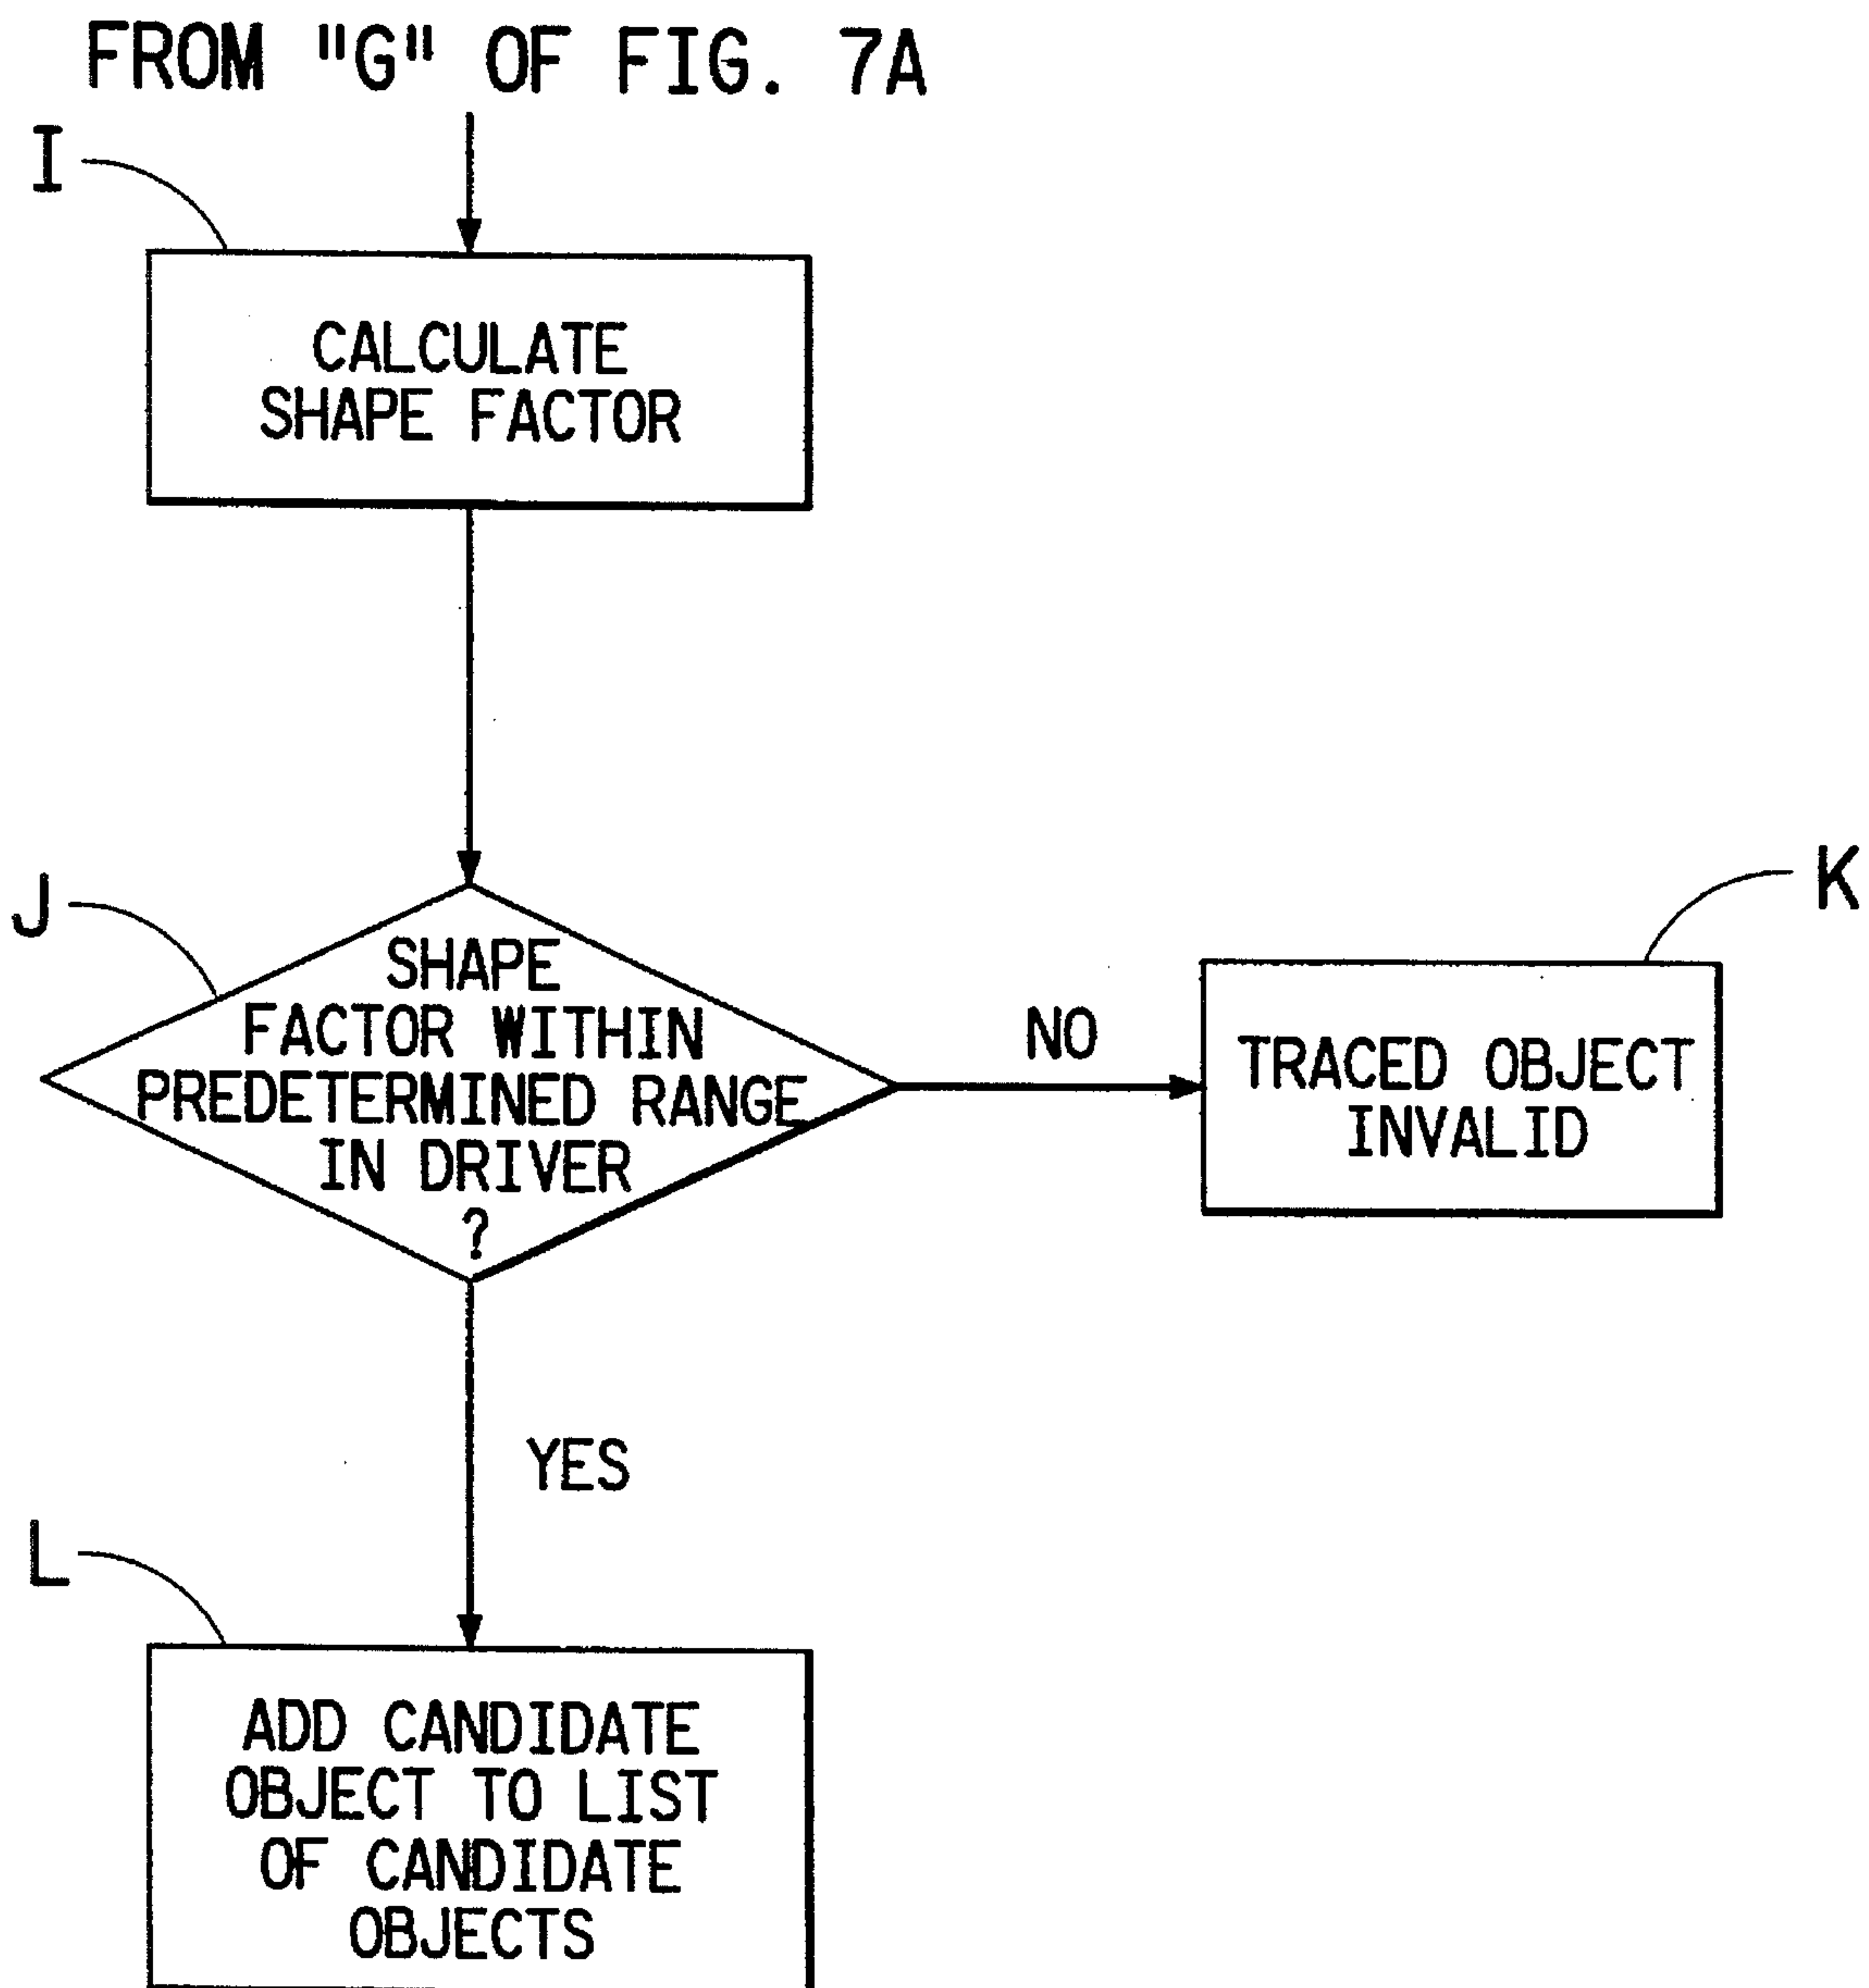 FROM "G" OF FIG. 7A
I
CALCULATE
SHAPE FACTOR
J
SHAPE
FACTOR WITHIN
PREDETERMINED RANGE
IN DRIVER
?
NO
K
TRACED OBJECT
INVALID
YES
L
ADD CANDIDATE
OBJECT TO LIST
OF CANDIDATE
OBJECTS